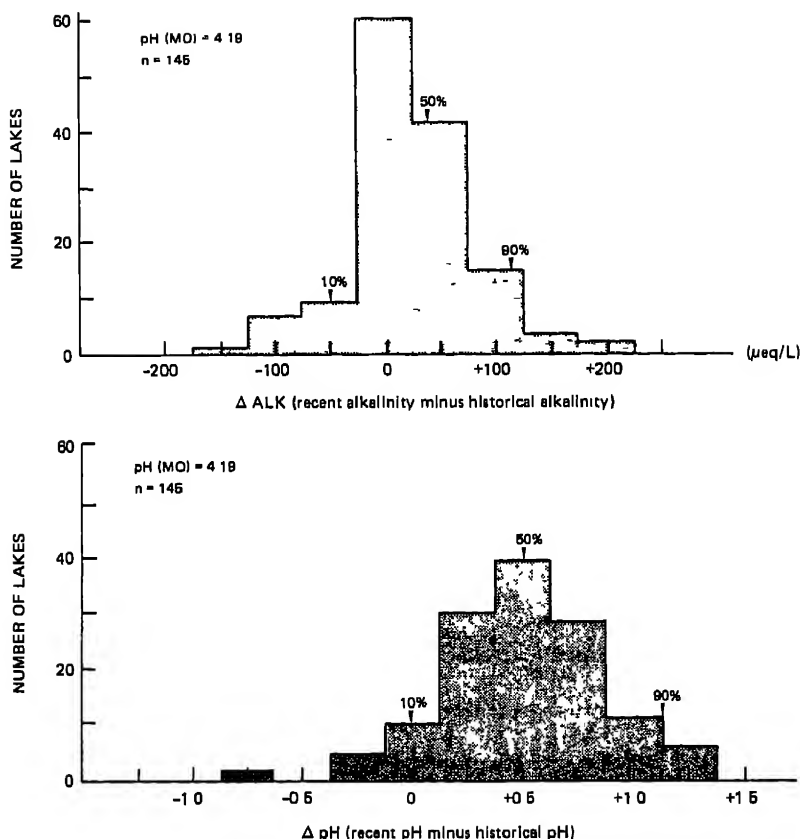 60
pH (MO) = 4 19
n = 145
50%
40
NUMBER OF LAKES
20
90%
10%
0
-200 -100 0 +100 +200 (µeq/L)
Δ ALK (recent alkalinity minus historical alkalinity)
60
pH (MO) = 4 19
n = 145
50%
40
NUMBER OF LAKES
20
10%
90%
0
-1 0 -0 5 0 +0 5 +1 0 +1 5
Δ pH (recent pH minus historical pH)